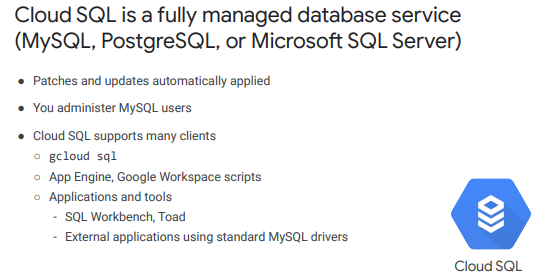 Cloud SQL is a fully managed database service
(MySQL, PostgreSQL, or Microsoft SQL Server)
● Patches and updates automatically applied
● You administer MySQL users
● Cloud SQL supports many clients
○ gcloud sql
○ App Engine, Google Workspace scripts
○ Applications and tools
- SQL Workbench, Toad
- External applications using standard MySQL drivers
Cloud SQL